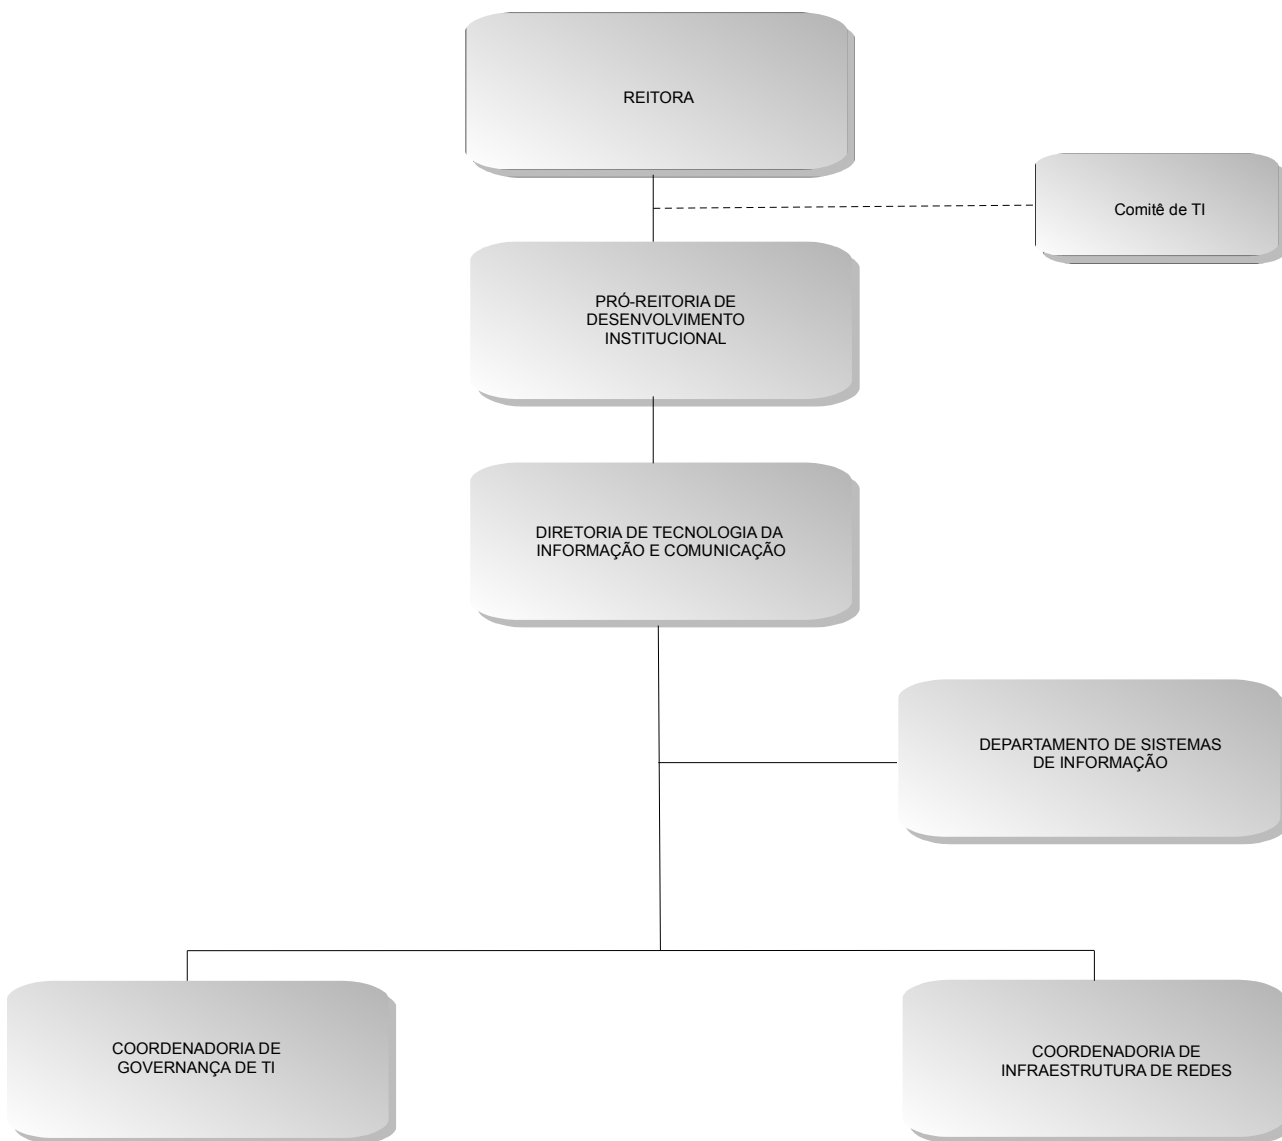 REITORA
Comitê de TI
PRÓ-REITORIA DE
DESENVOLVIMENTO
INSTITUCIONAL
DIRETORIA DE TECNOLOGIA DA
INFORMAÇÃO E COMUNICAÇÃO
DEPARTAMENTO DE SISTEMAS
DE INFORMAÇÃO
COORDENADORIA DE
GOVERNANÇA DE TI
COORDENADORIA DE
INFRAESTRUTURA DE REDES